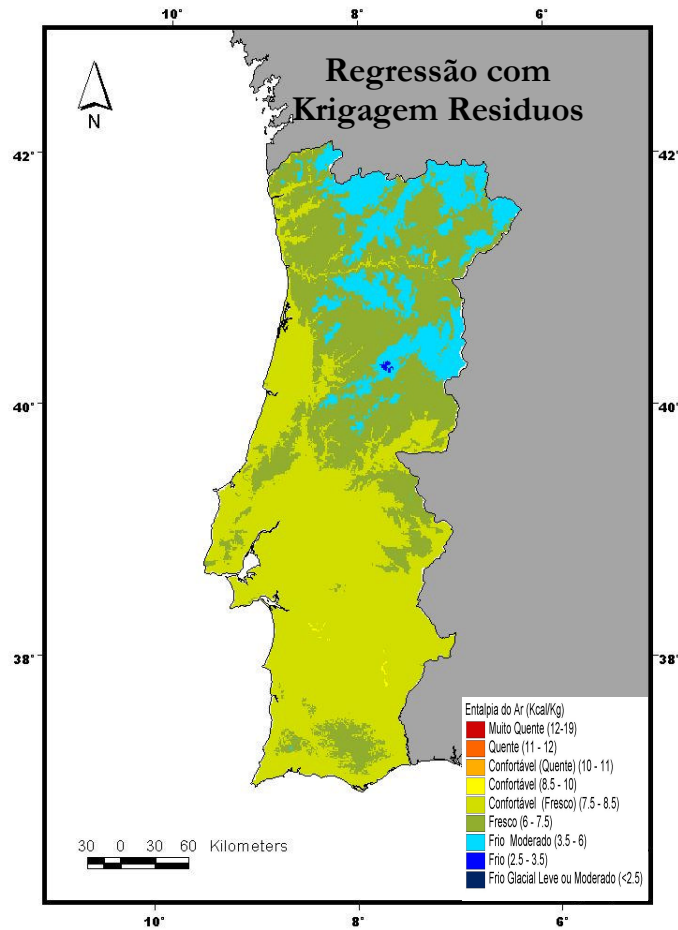 10° 8° 6°
Regressão com
Krigagem Residuos
N
42° 42°
40° 40°
38° 38°
Entalpia do Ar (Kcal/Kg)
Muito Quente (12-19)
Quente (11 - 12)
Confortável (Quente) (10 - 11)
Confortável (8.5 - 10)
Confortável (Fresco) (7.5 - 8.5)
Fresco (6 - 7.5)
Frio Moderado (3.5 - 6)
Frio (2.5 - 3.5)
Frio Glacial Leve ou Moderado (<2.5)
30 0 30 60 Kilometers
10° 8° 6°